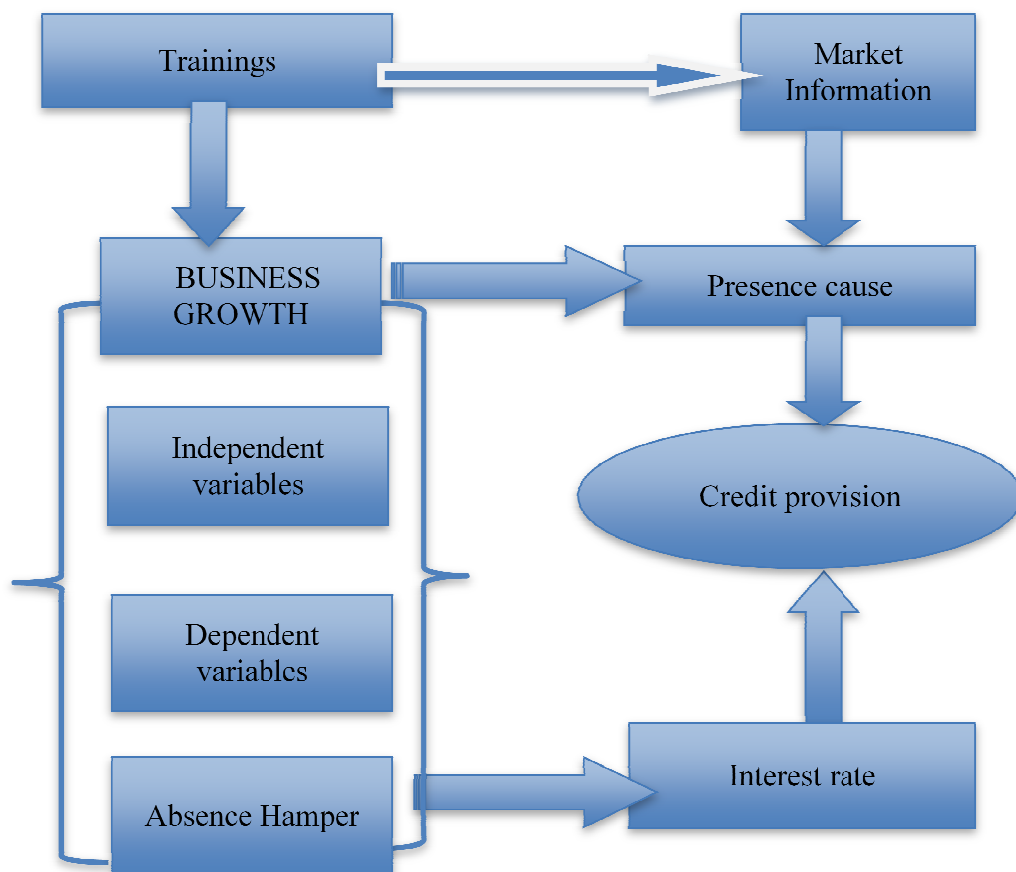 Trainings
Market
Information
BUSINESS
GROWTH
Presence cause
Independent
variables
Credit provision
Dependent
variables
Interest rate
Absence Hamper